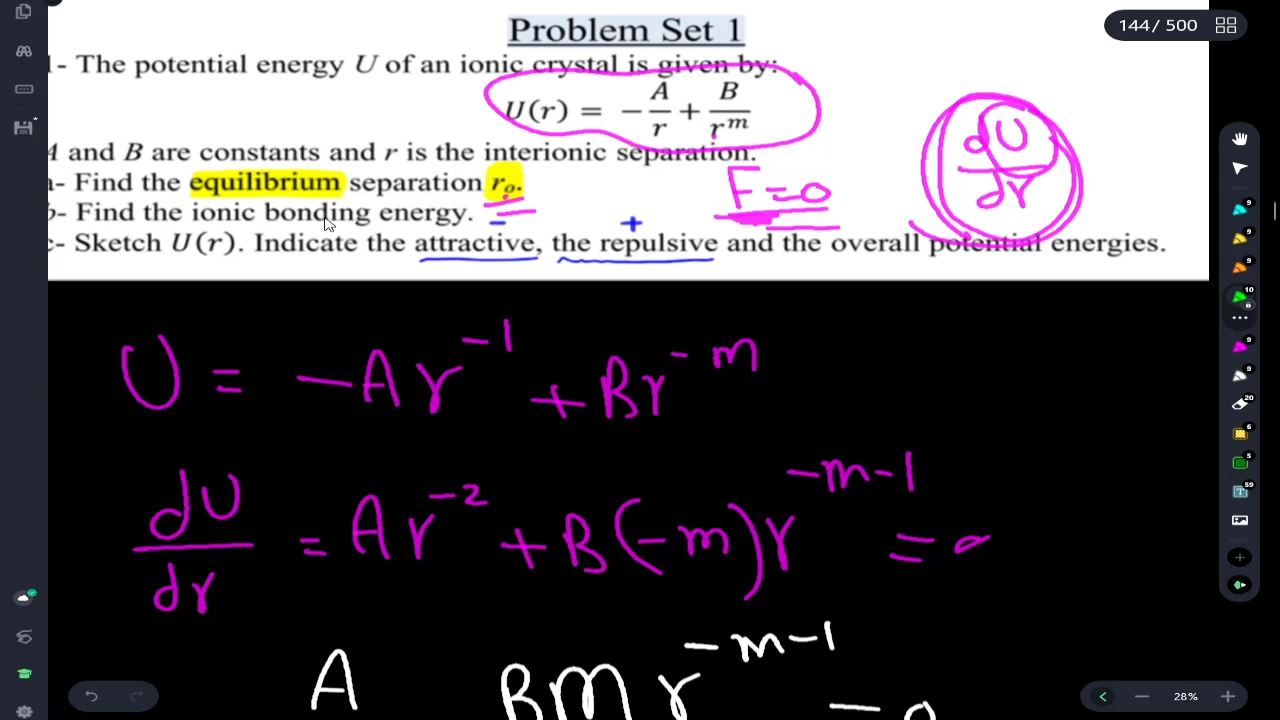 Problem Set 1
144 / 500
1- The potential energy U of an ionic crystal is given by:
U(r) = − A/r + B/r^m
A and B are constants and r is the interionic separation.
a- Find the equilibrium separation r₀.
F = 0
dU/dr
b- Find the ionic bonding energy.
− +
c- Sketch U(r). Indicate the attractive, the repulsive and the overall potential energies.
U = −Ar^-1 + Br^-m
dU/dr = Ar^-2 + B(-m)r^-m-1 = 0
A Bm r^-m-1 = 0
28%